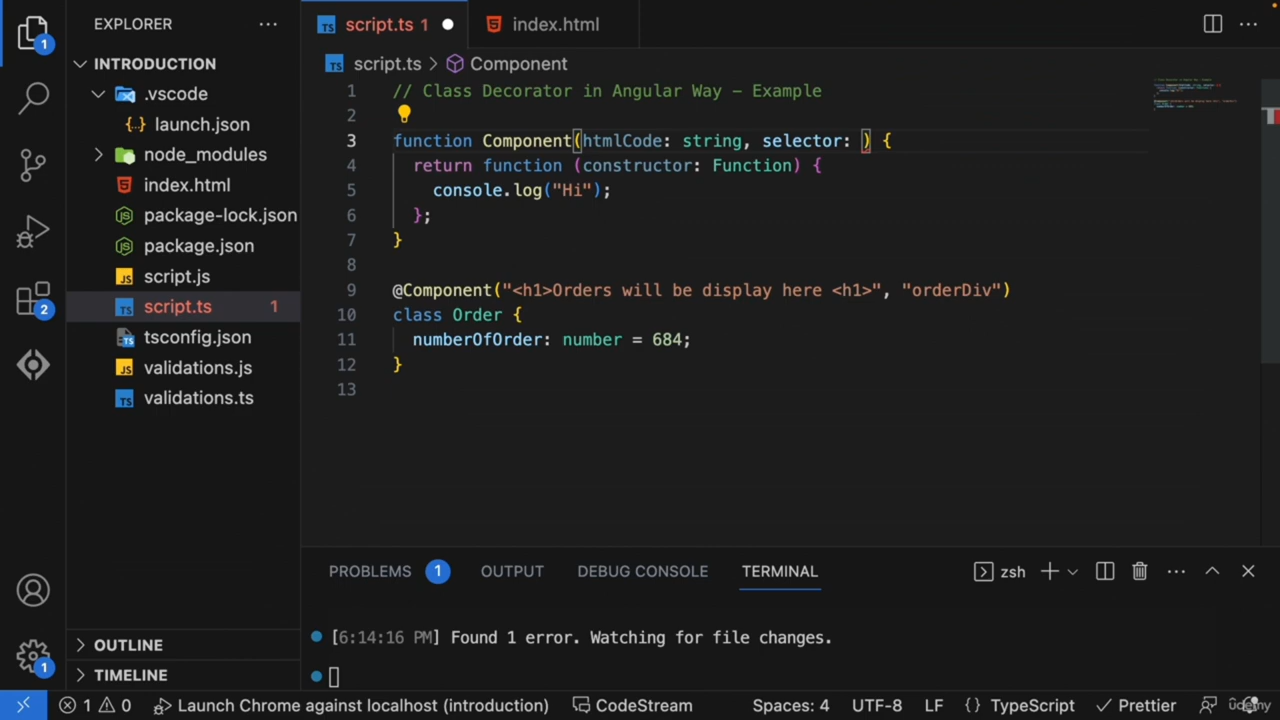 EXPLORER
script.ts 1
index.html
INTRODUCTION
script.ts > Component
.vscode
launch.json
node_modules
index.html
package-lock.json
package.json
script.js
script.ts 1
tsconfig.json
validations.js
validations.ts
OUTLINE
TIMELINE
1 // Class Decorator in Angular Way – Example
2
3 function Component(htmlCode: string, selector: ) {
4 return function (constructor: Function) {
5 console.log("Hi");
6 };
7 }
8
9 @Component("<h1>Orders will be display here <h1>", "orderDiv")
10 class Order {
11 numberOfOrder: number = 684;
12 }
13
PROBLEMS 1 OUTPUT DEBUG CONSOLE TERMINAL zsh
[6:14:16 PM] Found 1 error. Watching for file changes.
1 2 1
1 0 Launch Chrome against localhost (introduction) CodeStream Spaces: 4 UTF-8 LF {} TypeScript Prettier
udemy